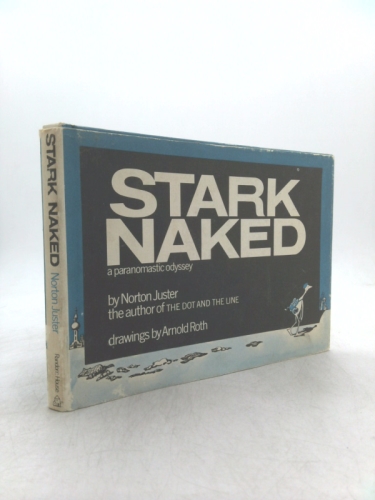 STARK NAKED Norton Juster Random House
STARK
NAKED
a paranomastic odyssey
by Norton Juster
the author of THE DOT AND THE LINE
drawings by Arnold Roth